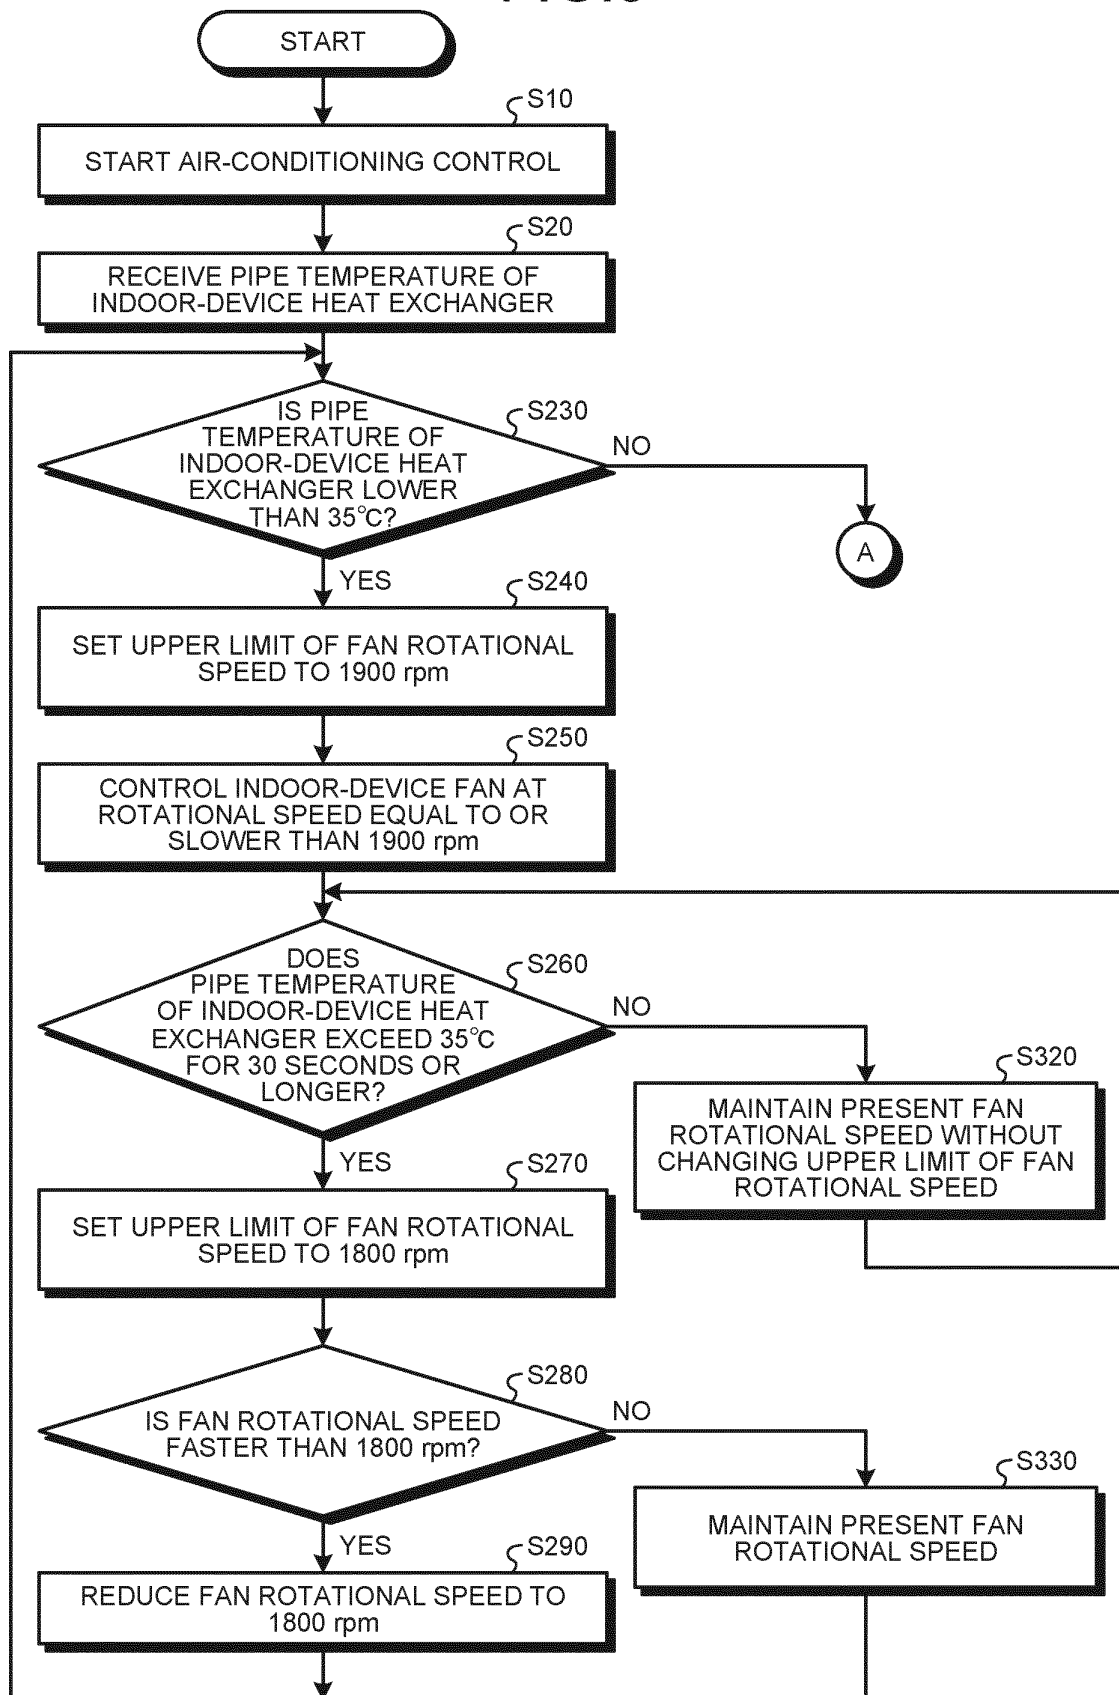 START
S10
START AIR-CONDITIONING CONTROL
S20
RECEIVE PIPE TEMPERATURE OF
INDOOR-DEVICE HEAT EXCHANGER
S230
IS PIPE
TEMPERATURE OF
INDOOR-DEVICE HEAT
EXCHANGER LOWER
THAN 35°C?
NO
A
YES
S240
SET UPPER LIMIT OF FAN ROTATIONAL
SPEED TO 1900 rpm
S250
CONTROL INDOOR-DEVICE FAN AT
ROTATIONAL SPEED EQUAL TO OR
SLOWER THAN 1900 rpm
S260
DOES
PIPE TEMPERATURE
OF INDOOR-DEVICE HEAT
EXCHANGER EXCEED 35°C
FOR 30 SECONDS OR
LONGER?
NO
S320
MAINTAIN PRESENT FAN
ROTATIONAL SPEED WITHOUT
CHANGING UPPER LIMIT OF FAN
ROTATIONAL SPEED
YES
S270
SET UPPER LIMIT OF FAN ROTATIONAL
SPEED TO 1800 rpm
S280
IS FAN ROTATIONAL SPEED
FASTER THAN 1800 rpm?
NO
S330
MAINTAIN PRESENT FAN
ROTATIONAL SPEED
YES
S290
REDUCE FAN ROTATIONAL SPEED TO
1800 rpm